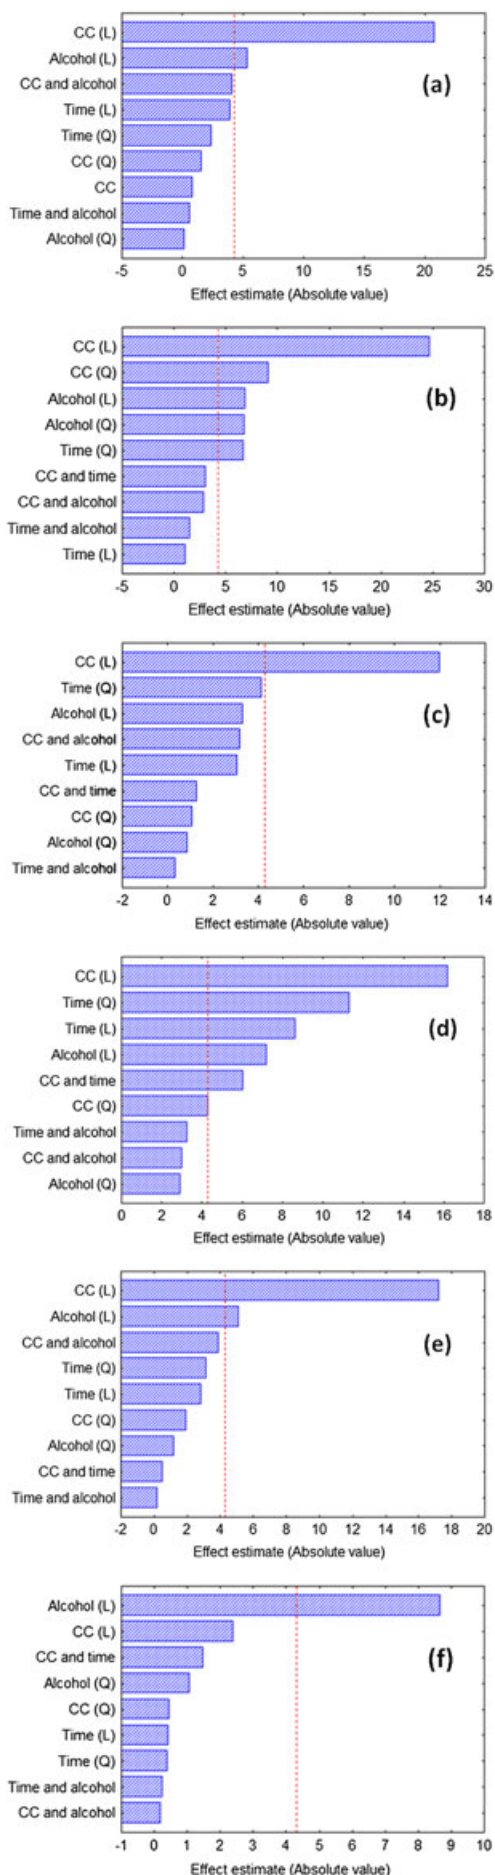 CC (L)
Alcohol (L)
CC and alcohol
(a)
Time (L)
Time (Q)
CC (Q)
CC
Time and alcohol
Alcohol (Q)
-5 0 5 10 15 20 25
Effect estimate (Absolute value)
CC (L)
CC (Q)
Alcohol (L)
(b)
Alcohol (Q)
Time (Q)
CC and time
CC and alcohol
Time and alcohol
Time (L)
-5 0 5 10 15 20 25 30
Effect estimate (Absolute value)
CC (L)
Time (Q)
Alcohol (L)
(c)
CC and alcohol
Time (L)
CC and time
CC (Q)
Alcohol (Q)
Time and alcohol
-2 0 2 4 6 8 10 12 14
Effect estimate (Absolute value)
CC (L)
Time (Q)
Time (L)
(d)
Alcohol (L)
CC and time
CC (Q)
Time and alcohol
CC and alcohol
Alcohol (Q)
0 2 4 6 8 10 12 14 16 18
Effect estimate (Absolute value)
CC (L)
Alcohol (L)
CC and alcohol
(e)
Time (Q)
Time (L)
CC (Q)
Alcohol (Q)
CC and time
Time and alcohol
-2 0 2 4 6 8 10 12 14 16 18 20
Effect estimate (Absolute value)
Alcohol (L)
CC (L)
CC and time
(f)
Alcohol (Q)
CC (Q)
Time (L)
Time (Q)
Time and alcohol
CC and alcohol
-1 0 1 2 3 4 5 6 7 8 9 10
Effect estimate (Absolute value)